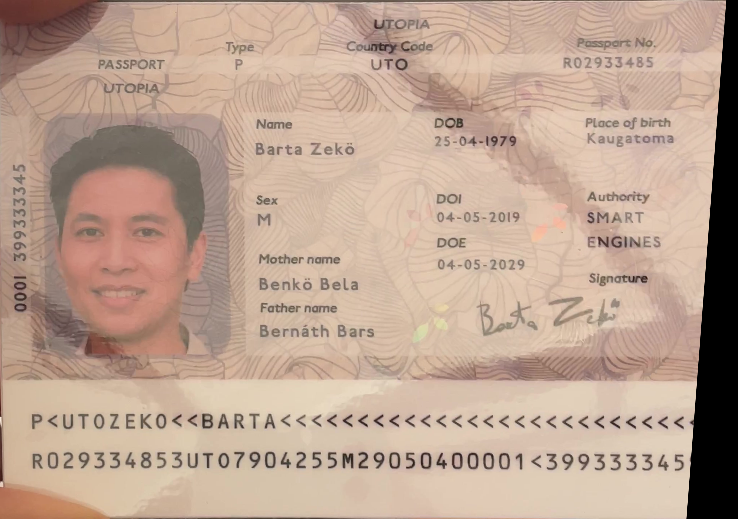 UTOPIA
Type Country Code Passport No.
PASSPORT P UTO R02933485
UTOPIA
Name DOB Place of birth
Barta Zekö 25-04-1979 Kaugatoma
Sex DOI Authority
M 04-05-2019 SMART
DOE ENGINES
Mother name 04-05-2029 Signature
Benkö Bela
Father name
Bernáth Bars
Barta Zekö
0001 399333345
P<UTOZEKO<<BARTA<<<<<<<<<<<<<<<<<<<<<<<<<<<<
R029334853UTO7904255M29050400001<399333345